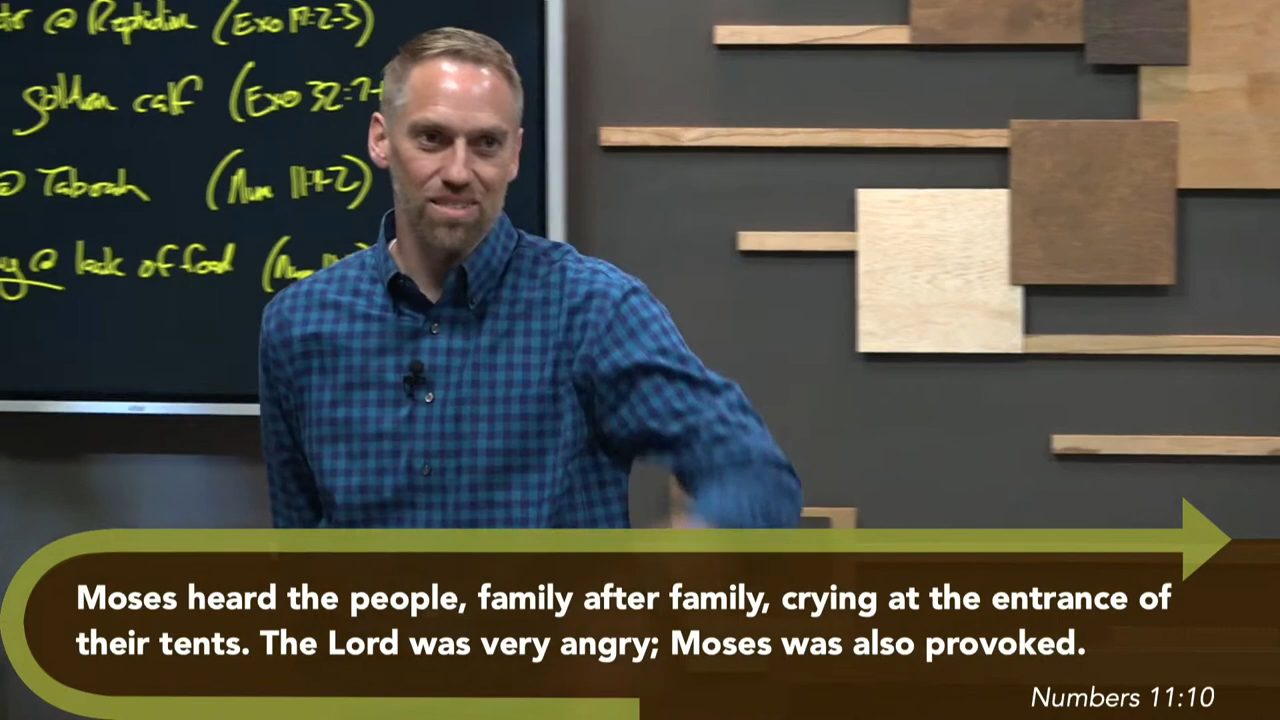 @ Rephidim (Exo 17:2-3)
golden calf (Exo 32:7
@ Taberah (Num 11:1-2)
@ lack of food (Num
Moses heard the people, family after family, crying at the entrance of
their tents. The Lord was very angry; Moses was also provoked.
Numbers 11:10